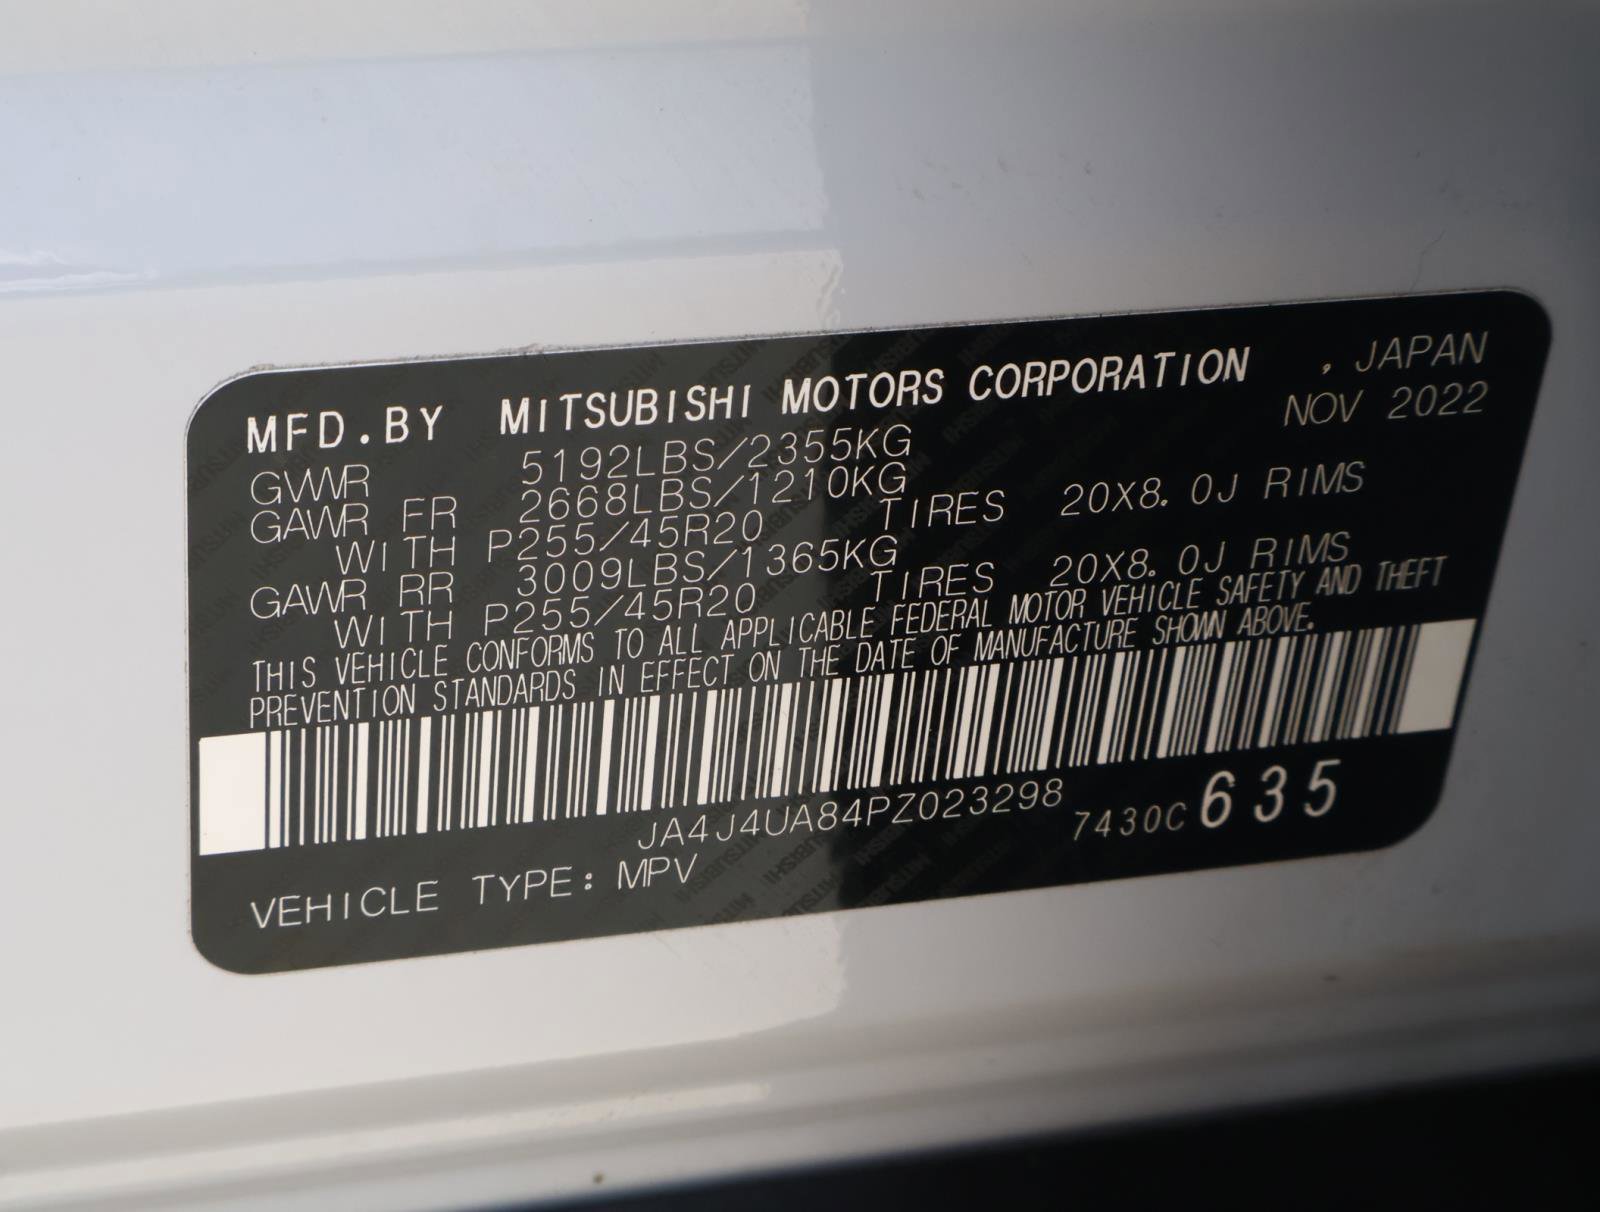 MFD.BY MITSUBISHI MOTORS CORPORATION , JAPAN
NOV 2022
GVWR 5192LBS/2355KG
GAWR FR 2668LBS/1210KG
WITH P255/45R20 TIRES 20X8.0J RIMS
GAWR RR 3009LBS/1365KG
WITH P255/45R20 TIRES 20X8.0J RIMS
THIS VEHICLE CONFORMS TO ALL APPLICABLE FEDERAL MOTOR VEHICLE SAFETY AND THEFT
PREVENTION STANDARDS IN EFFECT ON THE DATE OF MANUFACTURE SHOWN ABOVE.
JA4J4UA84PZ023298 7430C 635
VEHICLE TYPE: MPV